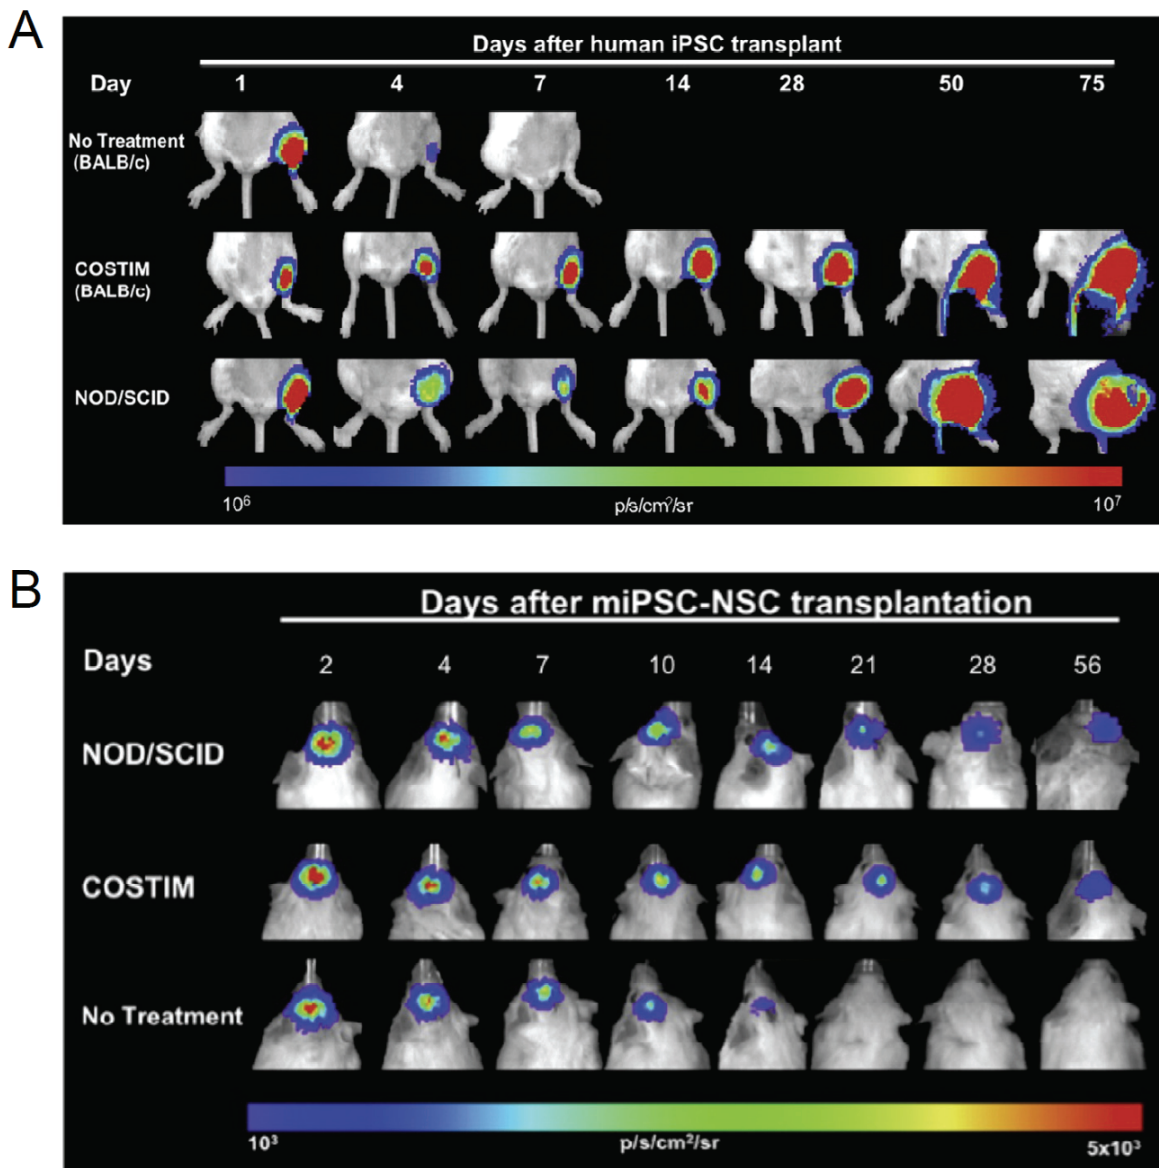 A
Days after human iPSC transplant
Day 1 4 7 14 28 50 75
No Treatment
(BALB/c)
COSTIM
(BALB/c)
NOD/SCID
10⁶ p/s/cm²/sr 10⁷
B
Days after miPSC-NSC transplantation
Days 2 4 7 10 14 21 28 56
NOD/SCID
COSTIM
No Treatment
10³ p/s/cm²/sr 5x10³